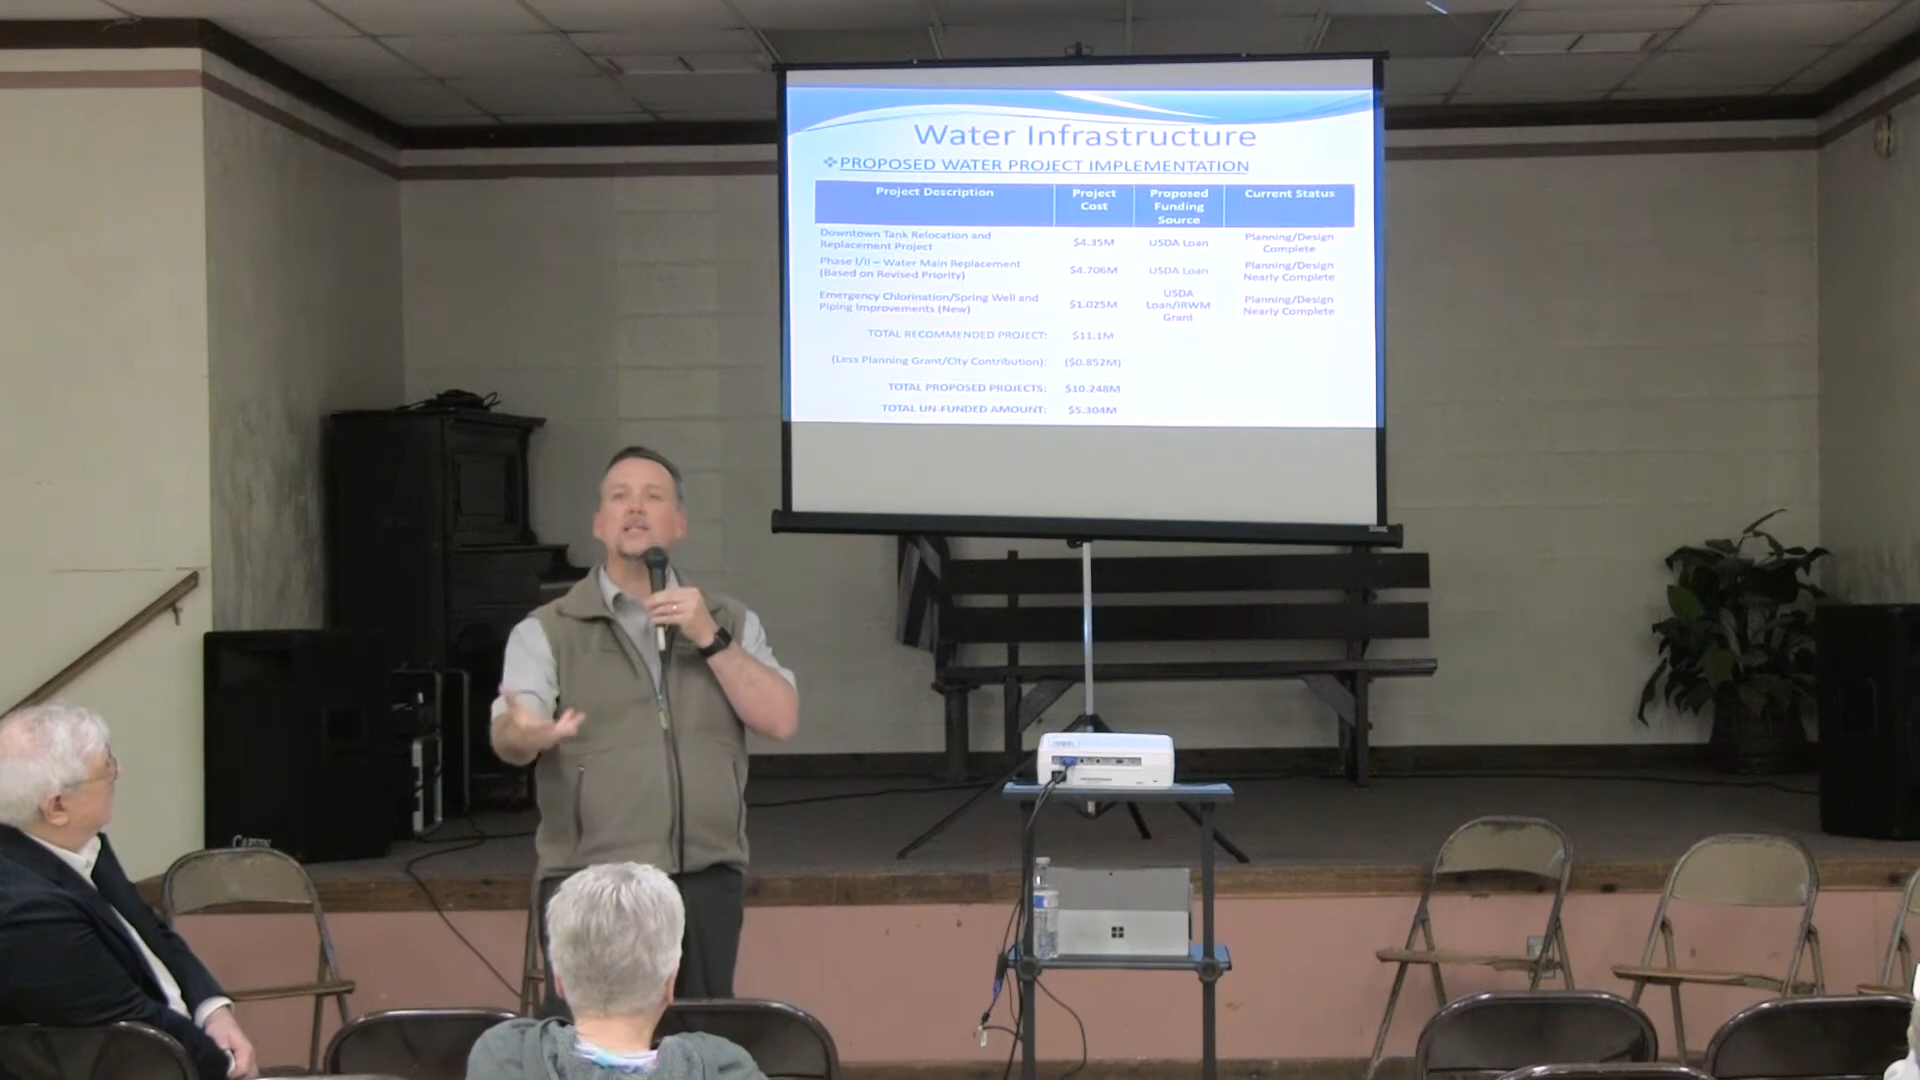 Water Infrastructure
❖PROPOSED WATER PROJECT IMPLEMENTATION
Project Description
Project
Cost
Proposed
Funding
Source
Current Status
Downtown Tank Relocation and
Replacement Project
$4.35M
USDA Loan
Planning/Design
Complete
Phase I/II – Water Main Replacement
(Based on Revised Priority)
$4.706M
USDA Loan
Planning/Design
Nearly Complete
Emergency Chlorination/Spring Well and
Piping Improvements (New)
$1.025M
USDA
Loan/IRWM
Grant
Planning/Design
Nearly Complete
TOTAL RECOMMENDED PROJECT: $11.1M
(Less Planning Grant/City Contribution): ($0.852M)
TOTAL PROPOSED PROJECTS: $10.248M
TOTAL UN-FUNDED AMOUNT: $5.304M